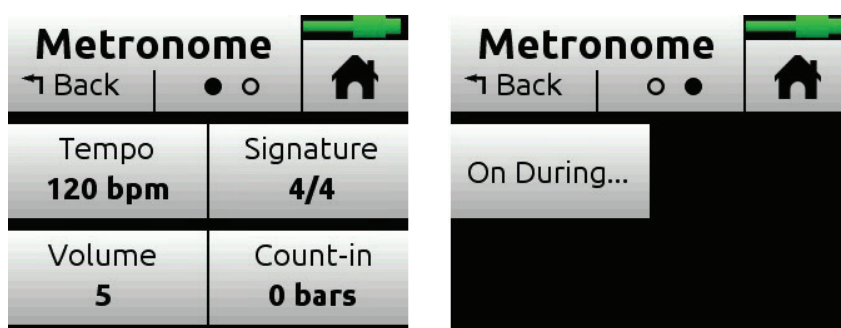 Metronome
Back
Tempo
120 bpm
Signature
4/4
Volume
5
Count-in
0 bars
Metronome
Back
On During...